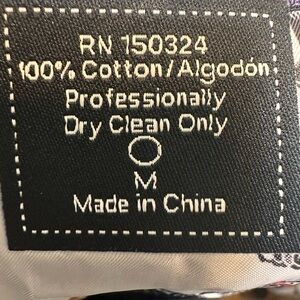 RN 150324
100% Cotton/Algodón
Professionally
Dry Clean Only
M
Made in China